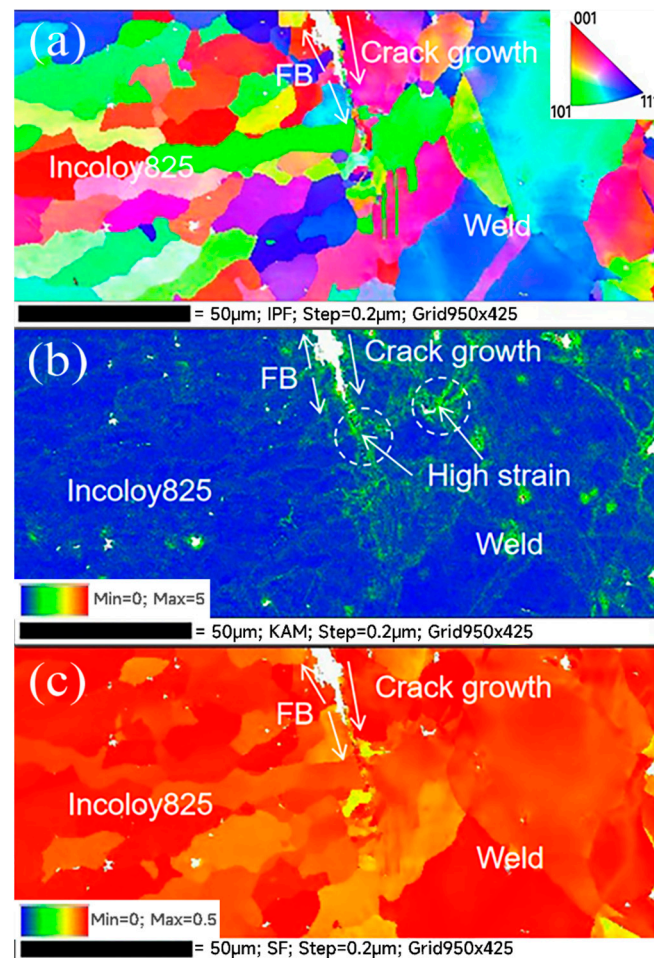 (a)
Crack growth
FB
001
101
111
Incoloy825
Weld
= 50μm; IPF; Step=0.2μm; Grid950x425
(b)
Crack growth
FB
High strain
Incoloy825
Weld
Min=0; Max=5
= 50μm; KAM; Step=0.2μm; Grid950x425
(c)
Crack growth
FB
Incoloy825
Weld
Min=0; Max=0.5
= 50μm; SF; Step=0.2μm; Grid950x425